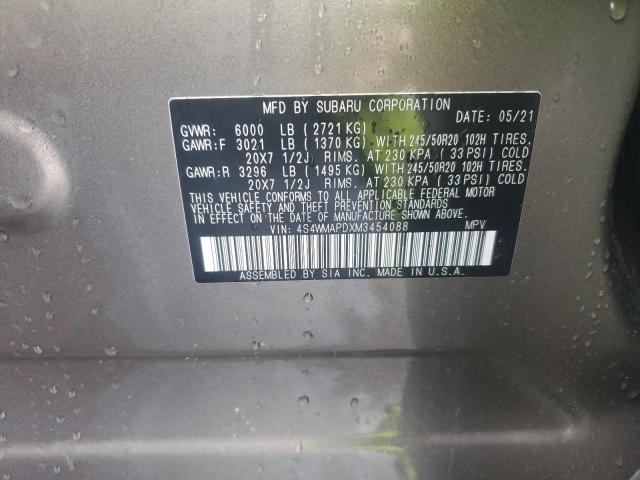 MFD BY SUBARU CORPORATION DATE: 05/21
GVWR: 6000 LB ( 2721 KG)
GAWR:F 3021 LB ( 1370 KG) WITH 245/50R20 102H TIRES.
20X7 1/2J RIMS. AT 230 KPA ( 33 PSI) COLD
GAWR:R 3296 LB ( 1495 KG) WITH 245/50R20 102H TIRES.
20X7 1/2J RIMS. AT 230 KPA ( 33 PSI) COLD
THIS VEHICLE CONFORMS TO ALL APPLICABLE FEDERAL MOTOR
VEHICLE SAFETY, BUMPER, AND THEFT PREVENTION STANDARDS
IN EFFECT ON THE DATE OF MANUFACTURE SHOWN ABOVE.
VIN: 4S4WMAPDXM3454088 MPV
ASSEMBLED BY SIA INC. MADE IN U.S.A.